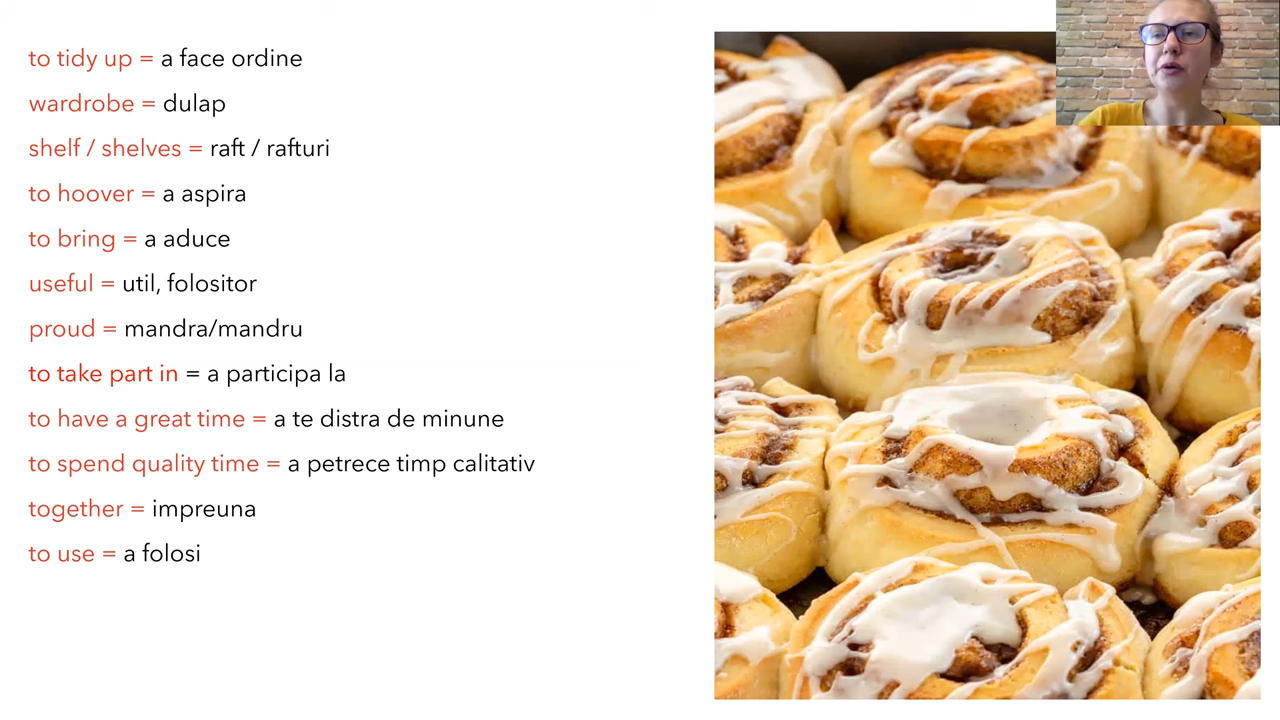 to tidy up = a face ordine
wardrobe = dulap
shelf / shelves = raft / rafturi
to hoover = a aspira
to bring = a aduce
useful = util, folositor
proud = mandra/mandru
to take part in = a participa la
to have a great time = a te distra de minune
to spend quality time = a petrece timp calitativ
together = impreuna
to use = a folosi